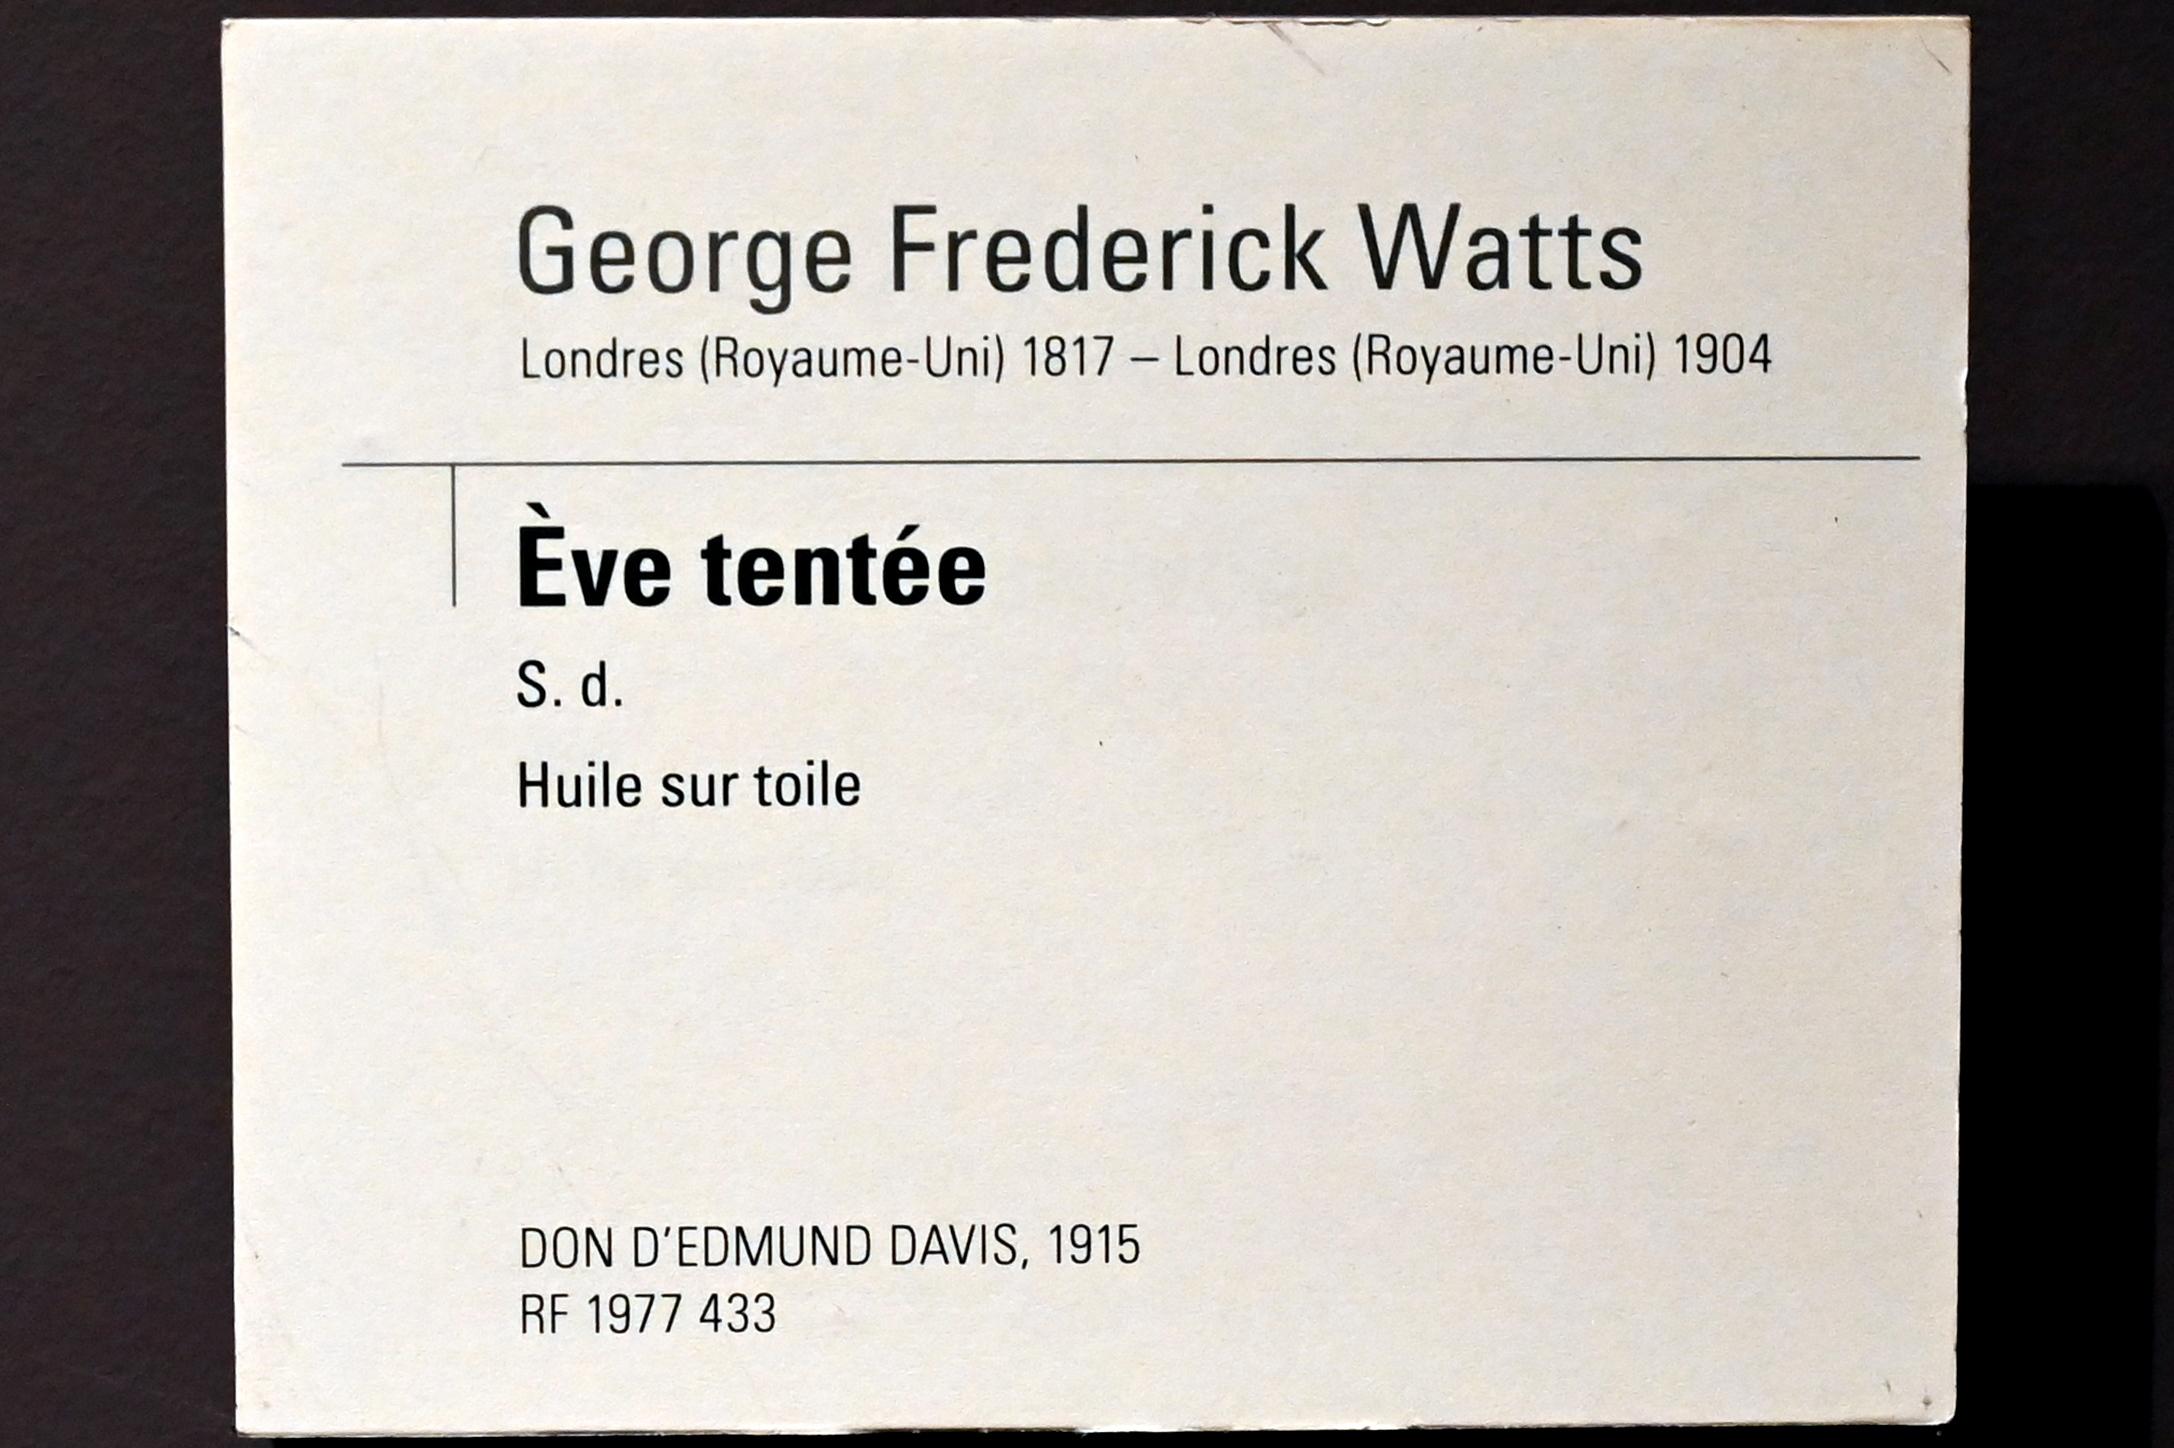 George Frederick Watts
Londres (Royaume-Uni) 1817 – Londres (Royaume-Uni) 1904
Ève tentée
S. d.
Huile sur toile
DON D'EDMUND DAVIS, 1915
RF 1977 433